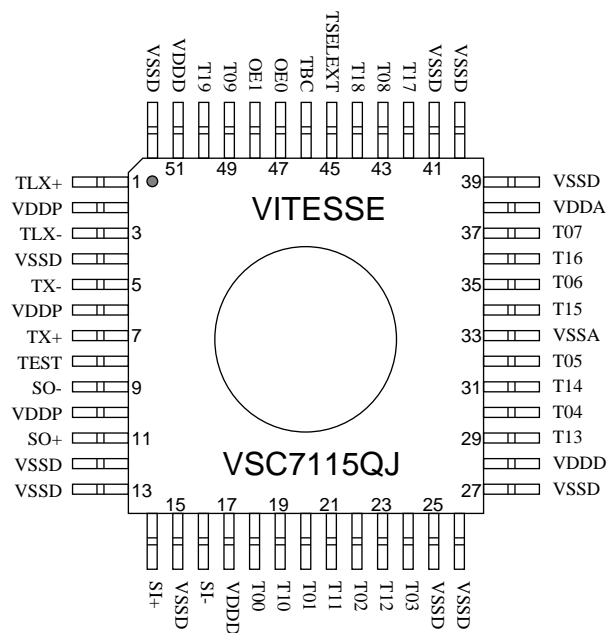 VSSD VDDD T19 T09 OE1 OE0 TBC TSELEXT T18 T08 T17 VSSD VSSD
51 49 47 45 43 41
TLX+ 1 39 VSSD
VDDP VITESSE VDDA
TLX- 3 37 T07
VSSD T16
TX- 5 35 T06
VDDP T15
TX+ 7 33 VSSA
TEST T05
SO- 9 31 T14
VDDP T04
SO+ 11 29 T13
VSSD VSC7115QJ VDDD
VSSD 13 27 VSSD
15 17 19 21 23 25
SI+ VSSD SI- VDDD T00 T10 T01 T11 T02 T12 T03 VSSD VSSD